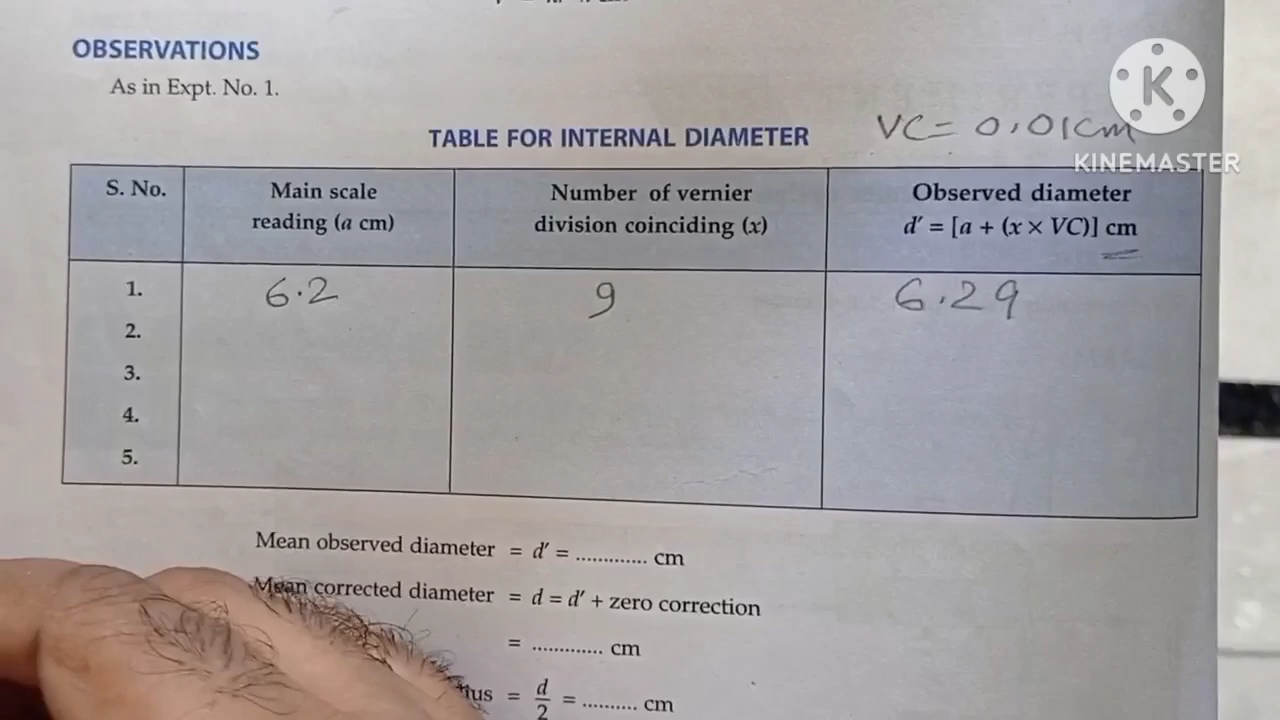 OBSERVATIONS
As in Expt. No. 1.
TABLE FOR INTERNAL DIAMETER
VC = 0.01cm
K
KINEMASTER
S. No.
Main scale
reading (a cm)
Number of vernier
division coinciding (x)
Observed diameter
d′ = [a + (x × VC)] cm
1. 6.2 9 6.29
2.
3.
4.
5.
Mean observed diameter = d′ = ............. cm
Mean corrected diameter = d = d′ + zero correction
= ............. cm
= d/2 = .......... cm